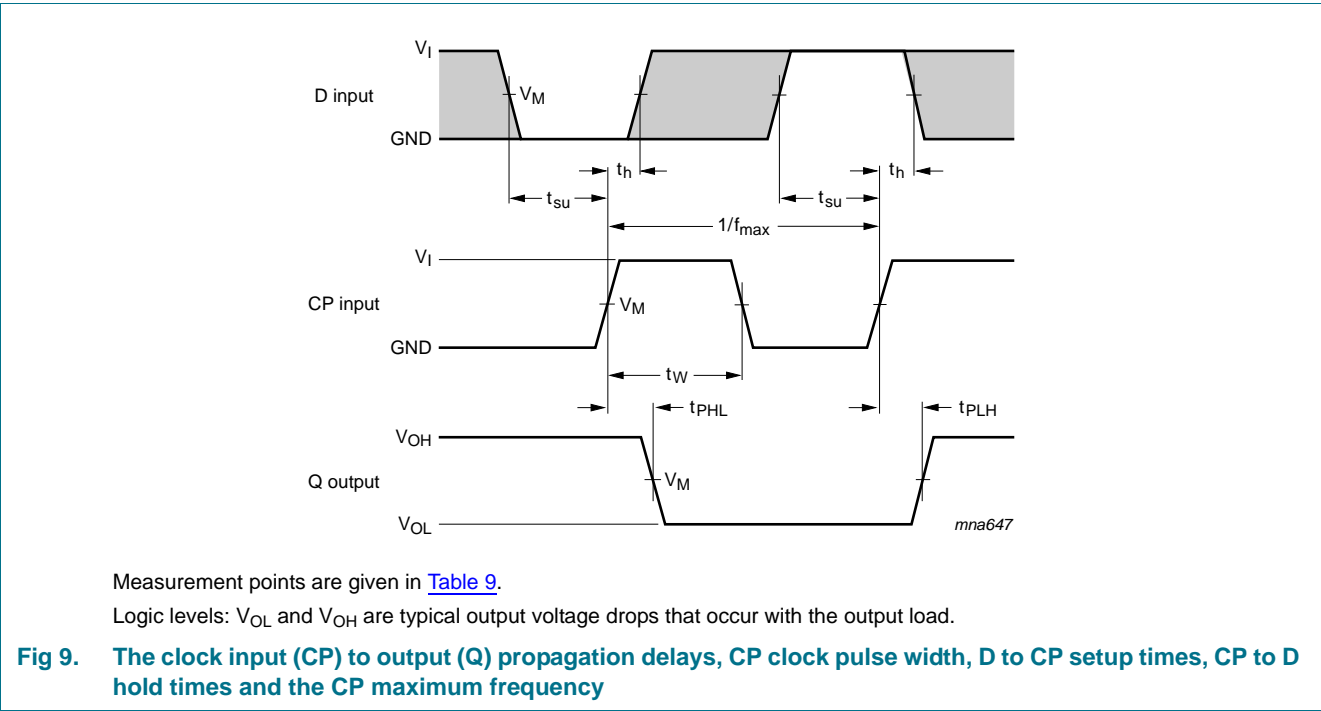 VI
D input
VM
GND
th
th
tsu
tsu
1/fmax
VI
CP input
VM
GND
tW
tPHL
tPLH
VOH
Q output
VM
VOL
mna647
Measurement points are given in Table 9.
Logic levels: VOL and VOH are typical output voltage drops that occur with the output load.
Fig 9. The clock input (CP) to output (Q) propagation delays, CP clock pulse width, D to CP setup times, CP to D
hold times and the CP maximum frequency